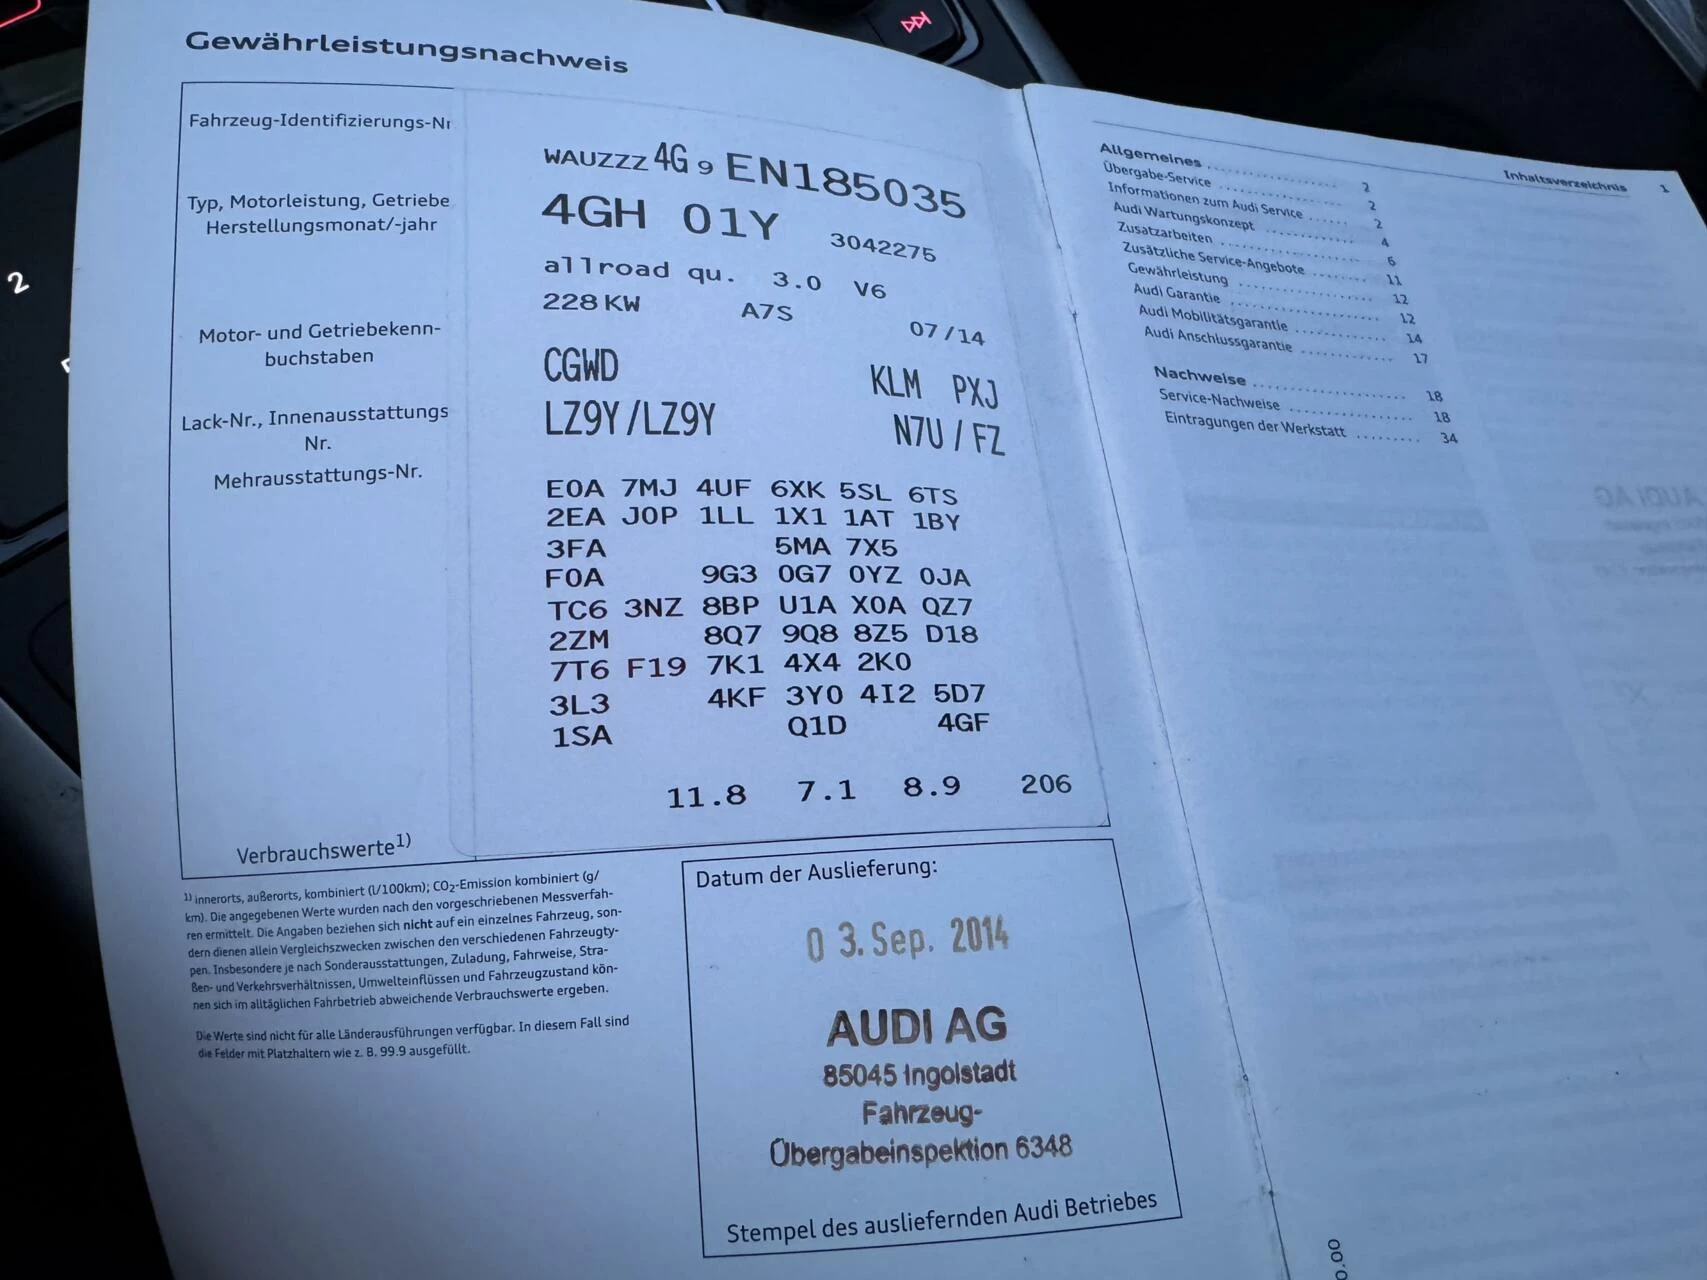 Gewährleistungsnachweis
Fahrzeug-Identifizierungs-Nr
WAUZZZ 4G 9 EN185035
Typ, Motorleistung, Getriebe
Herstellungsmonat/-jahr
4GH 01Y 3042275
allroad qu. 3.0 V6
228 KW A7S 07/14
Motor- und Getriebekenn-
buchstaben
CGWD KLM PXJ
Lack-Nr., Innenausstattungs
Nr.
LZ9Y/LZ9Y N7U / FZ
Mehrausstattungs-Nr.
E0A 7MJ 4UF 6XK 5SL 6TS
2EA J0P 1LL 1X1 1AT 1BY
3FA 5MA 7X5
F0A 9G3 0G7 0YZ 0JA
TC6 3NZ 8BP U1A X0A QZ7
2ZM 8Q7 9Q8 8Z5 D18
7T6 F19 7K1 4X4 2K0
3L3 4KF 3Y0 4I2 5D7
1SA Q1D 4GF
11.8 7.1 8.9 206
Verbrauchswerte1)
1) innerorts, außerorts, kombiniert (l/100km); CO2-Emission kombiniert (g/
km). Die angegebenen Werte wurden nach den vorgeschriebenen Messverfah-
ren ermittelt. Die Angaben beziehen sich nicht auf ein einzelnes Fahrzeug, son-
dern dienen allein Vergleichszwecken zwischen den verschiedenen Fahrzeugty-
pen. Insbesondere je nach Sonderausstattungen, Zuladung, Fahrweise, Stra-
ßen- und Verkehrsverhältnissen, Umwelteinflüssen und Fahrzeugzustand kön-
nen sich im alltäglichen Fahrbetrieb abweichende Verbrauchswerte ergeben.
Die Werte sind nicht für alle Länderausführungen verfügbar. In diesem Fall sind
die Felder mit Platzhaltern wie z. B. 99.9 ausgefüllt.
Datum der Auslieferung:
0 3. Sep. 2014
AUDI AG
85045 Ingolstadt
Fahrzeug-
Übergabeinspektion 6348
Stempel des ausliefernden Audi Betriebes
Inhaltsverzeichnis 1
Allgemeines 2
Übergabe-Service 2
Informationen zum Audi Service 2
Audi Wartungskonzept 4
Zusatzarbeiten 6
Zusätzliche Service-Angebote 11
Gewährleistung 12
Audi Garantie 12
Audi Mobilitätsgarantie 14
Audi Anschlussgarantie 17
Nachweise 18
Service-Nachweise 18
Eintragungen der Werkstatt 34
2